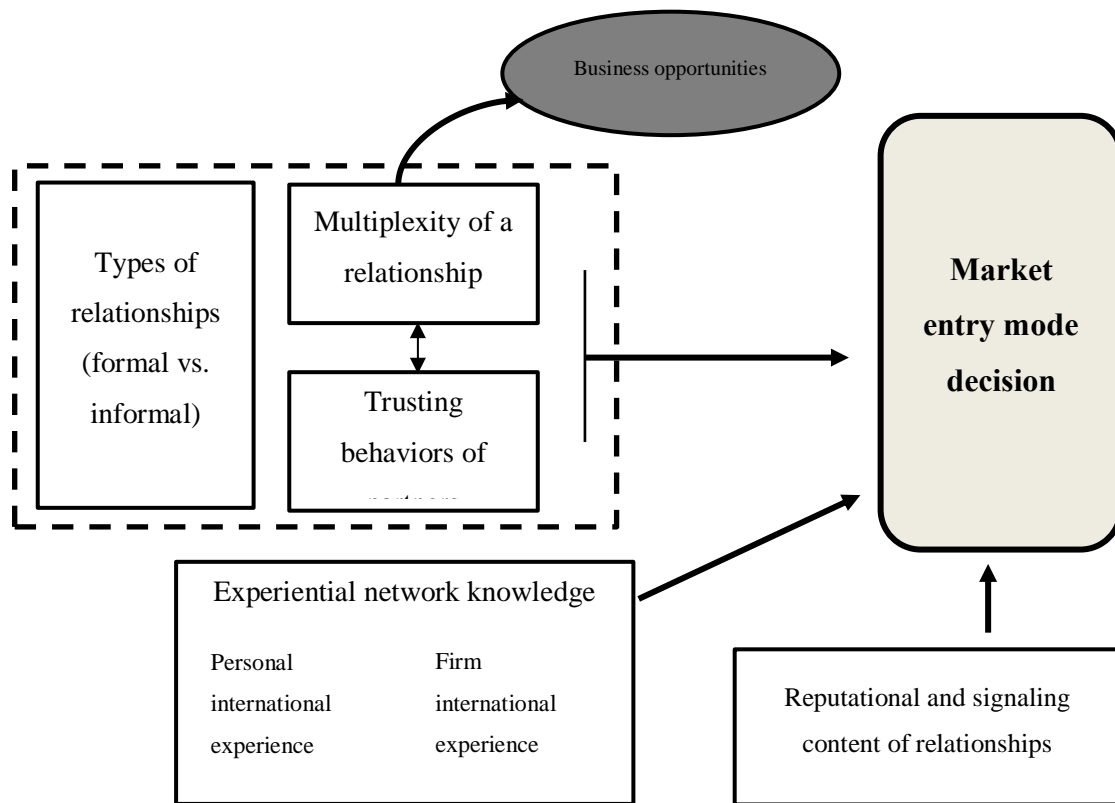 Business opportunities
Types of
relationships
(formal vs.
informal)
Multiplexity of a
relationship
Trusting
behaviors of
Market
entry mode
decision
Experiential network knowledge
Personal
international
experience
Firm
international
experience
Reputational and signaling
content of relationships